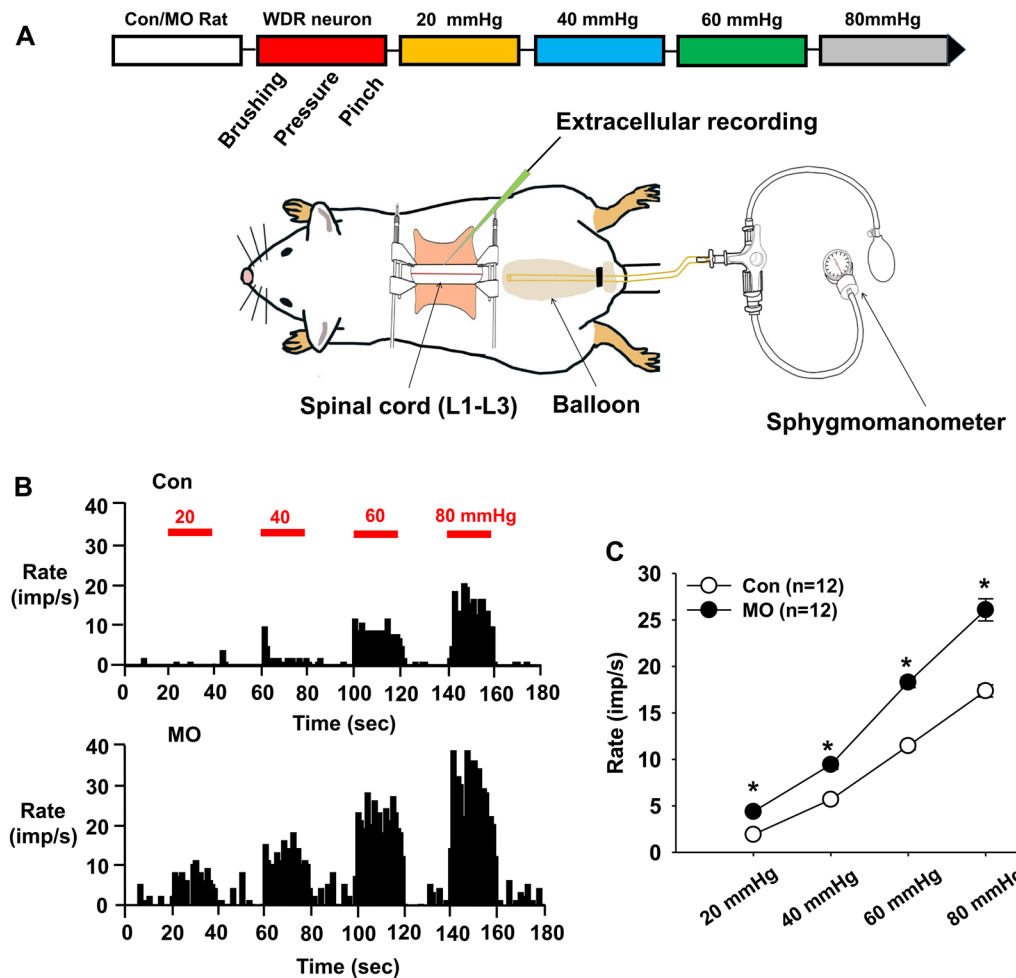 A
Con/MO Rat WDR neuron 20 mmHg 40 mmHg 60 mmHg 80mmHg
Brushing
Pressure
Pinch
Extracellular recording
Spinal cord (L1-L3)
Balloon
Sphygmomanometer
B
Con
20 40 60 80 mmHg
Rate
(imp/s)
40
30
20
10
0
0 20 40 60 80 100 120 140 160 180
Time (sec)
MO
Rate
(imp/s)
40
30
20
10
0
0 20 40 60 80 100 120 140 160 180
Time (sec)
C
Rate (imp/s)
30
25
20
15
10
5
0
Con (n=12)
MO (n=12)
*
*
*
*
20 mmHg
40 mmHg
60 mmHg
80 mmHg